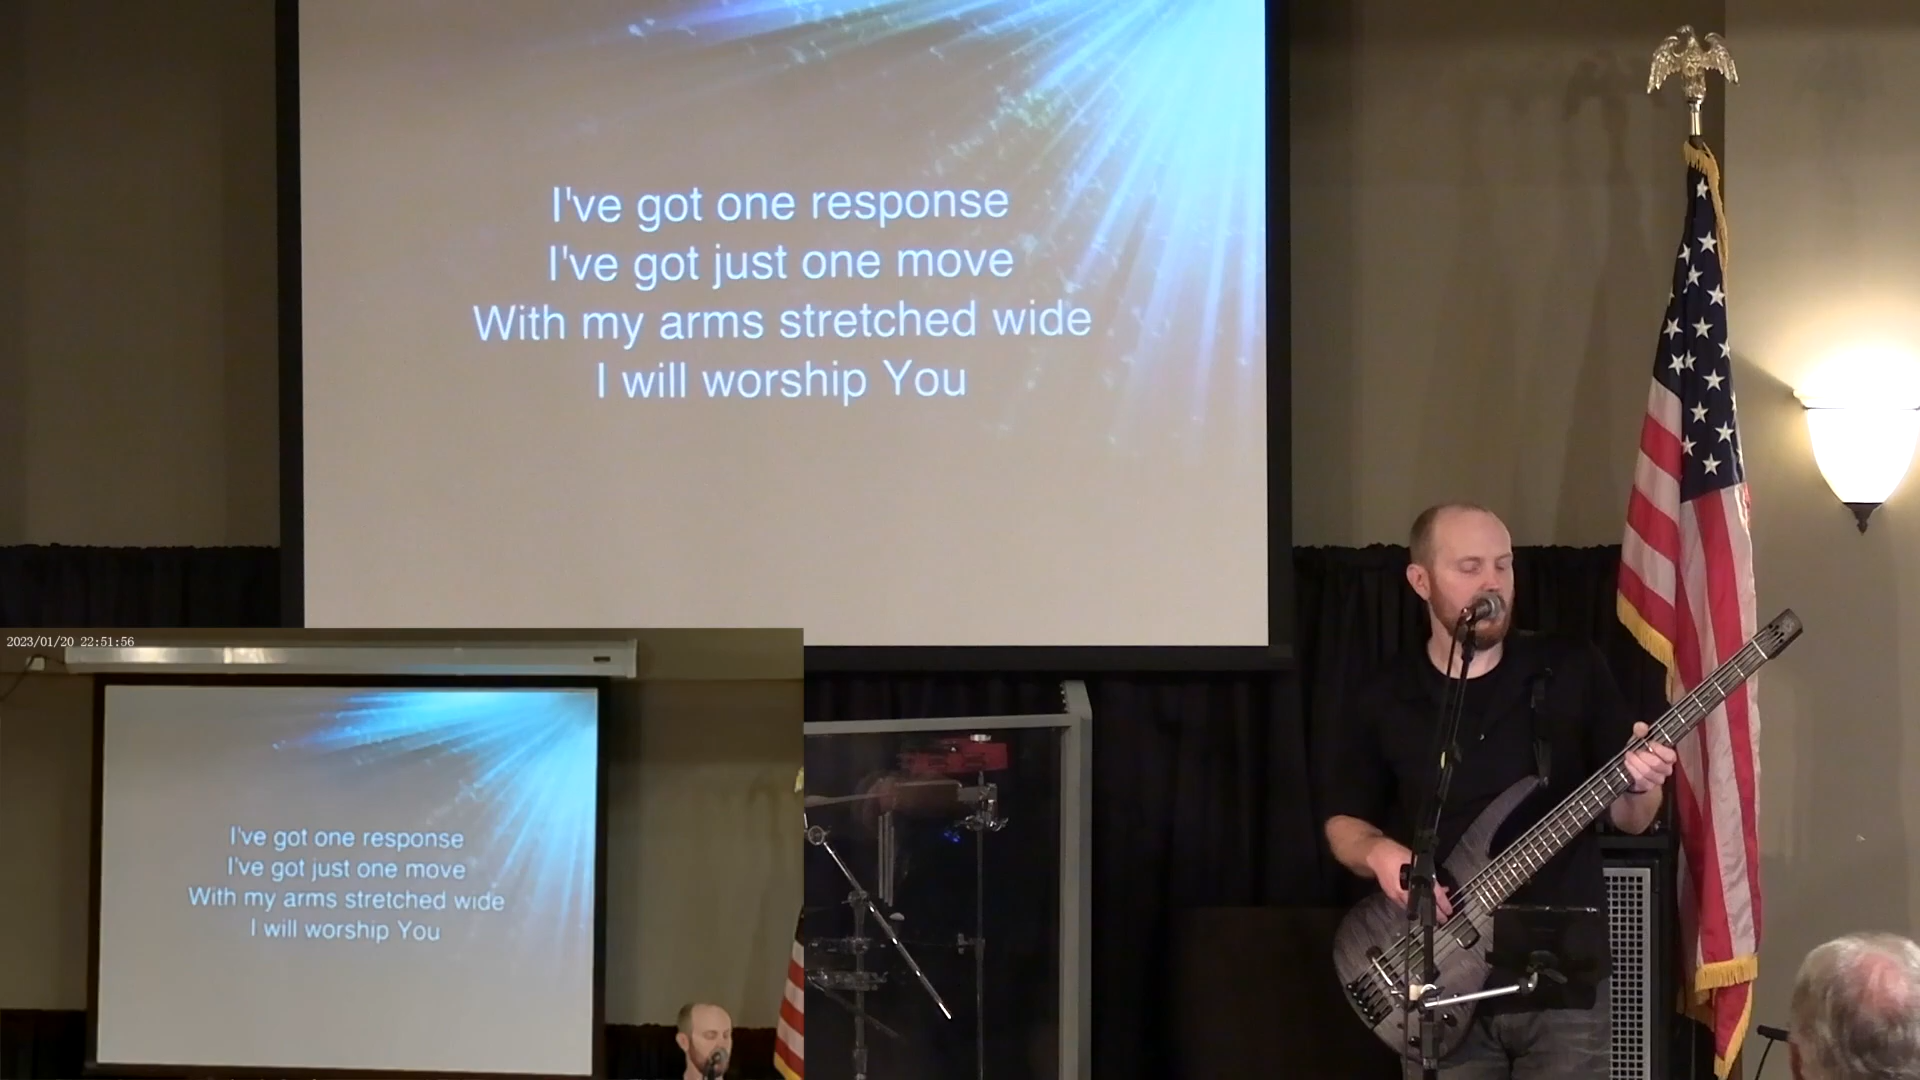 I've got one response
I've got just one move
With my arms stretched wide
I will worship You
2023/01/20 22:51:56
I've got one response
I've got just one move
With my arms stretched wide
I will worship You